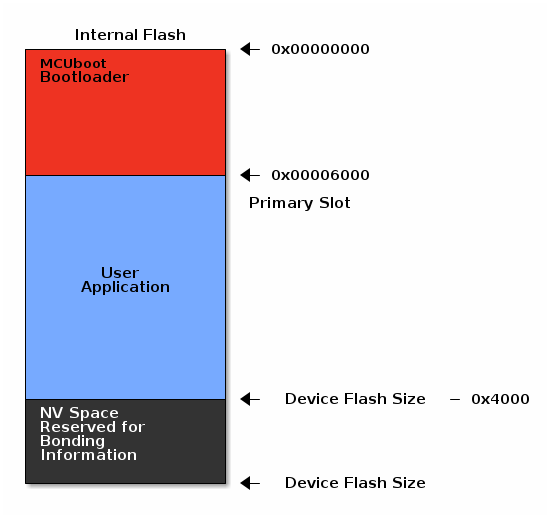 Internal Flash
0x00000000
MCUboot
Bootloader
0x00006000
Primary Slot
User
Application
Device Flash Size — 0x4000
NV Space
Reserved for
Bonding
Information
Device Flash Size